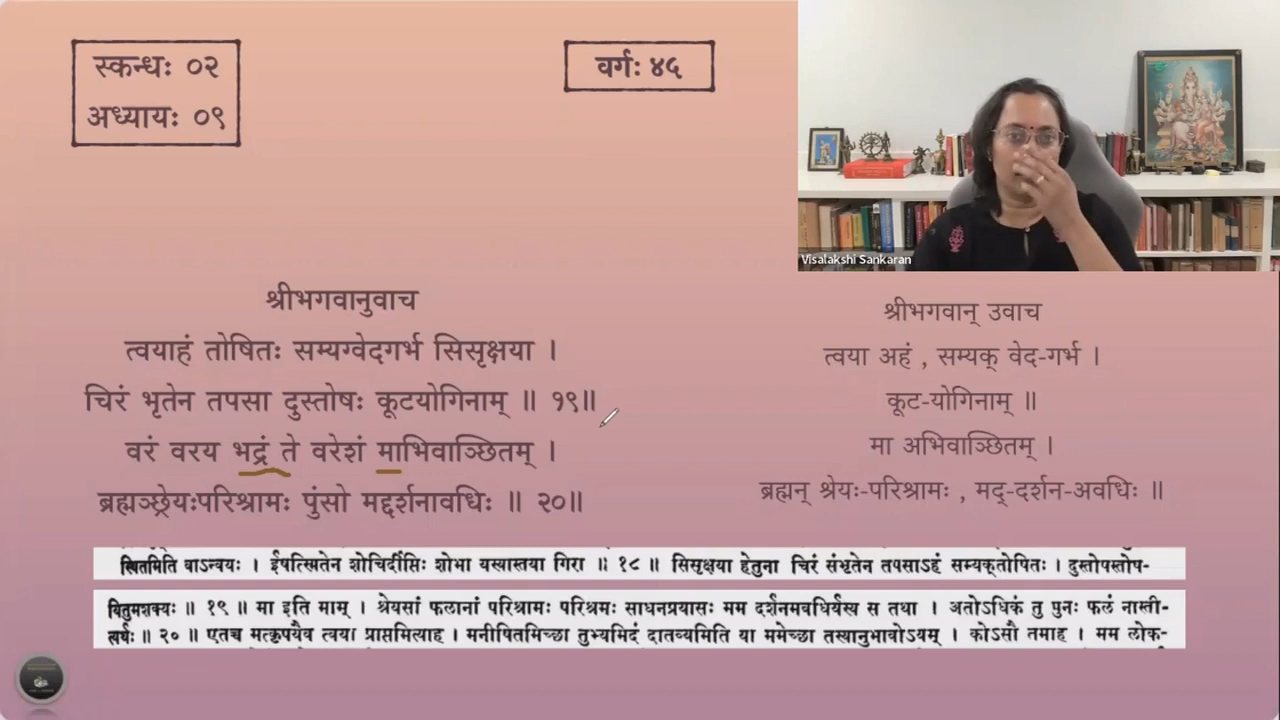 स्कन्धः ०२
अध्यायः ०९
वर्गः ४५
Visalakshi Sankaran
श्रीभगवानुवाच
त्वयाहं तोषितः सम्यग्वेदगर्भ सिसृक्षया ।
चिरं भृतेन तपसा दुस्तोषः कूटयोगिनाम् ॥ १९॥
वरं वरय भद्रं ते वरेशं माभिवाञ्छितम् ।
ब्रह्मञ्छ्रेयःपरिश्रामः पुंसो मद्दर्शनावधिः ॥ २०॥
श्रीभगवान् उवाच
त्वया अहं , सम्यक् वेद-गर्भ ।
कूट-योगिनाम् ॥
मा अभिवाञ्छितम् ।
ब्रह्मन् श्रेयः-परिश्रामः , मद्-दर्शन-अवधिः ॥
स्थितमिति वाऽन्वयः । ईषत्स्मितेन शोचिर्दीप्तिः शोभा यस्यास्तया गिरा ॥ १८ ॥ सिसृक्षया हेतुना चिरं संभृतेन तपसाऽहं सम्यक्तोषितः । दुस्तोषस्तोष-
यितुमशक्यः ॥ १९ ॥ मा इति माम् । श्रेयसां फलानां परिश्रामः परिश्रमः साधनप्रयासः मम दर्शनमवधिर्यस्य स तथा । अतोऽधिकं तु पुनः फलं नास्ती-
त्यर्थः ॥ २० ॥ एतच्च मत्कृपयैव त्वया प्राप्तमित्याह । मनीषितमिच्छा तुभ्यमिदं दातव्यमिति या ममेच्छा तस्यानुभावोऽयम् । कोऽसौ तमाह । मम लोक-